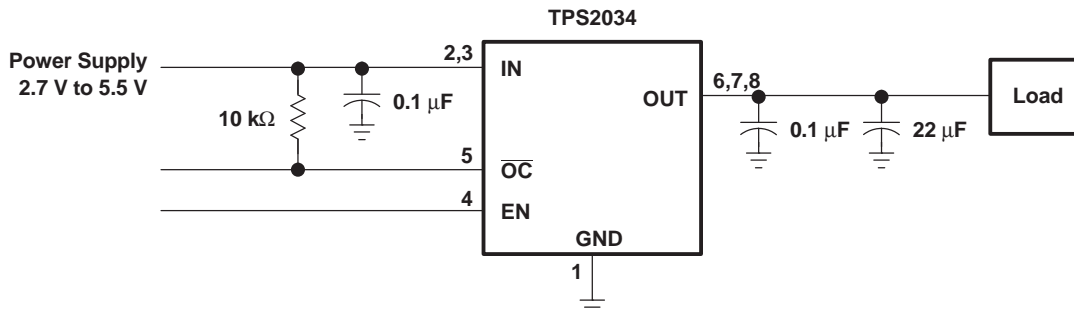 TPS2034
Power Supply
2.7 V to 5.5 V
2,3
IN
10 kΩ
0.1 μF
6,7,8
OUT
0.1 μF
22 μF
Load
5
O̅C̅
4
EN
GND
1